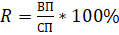 R = ВП/СП * 100%